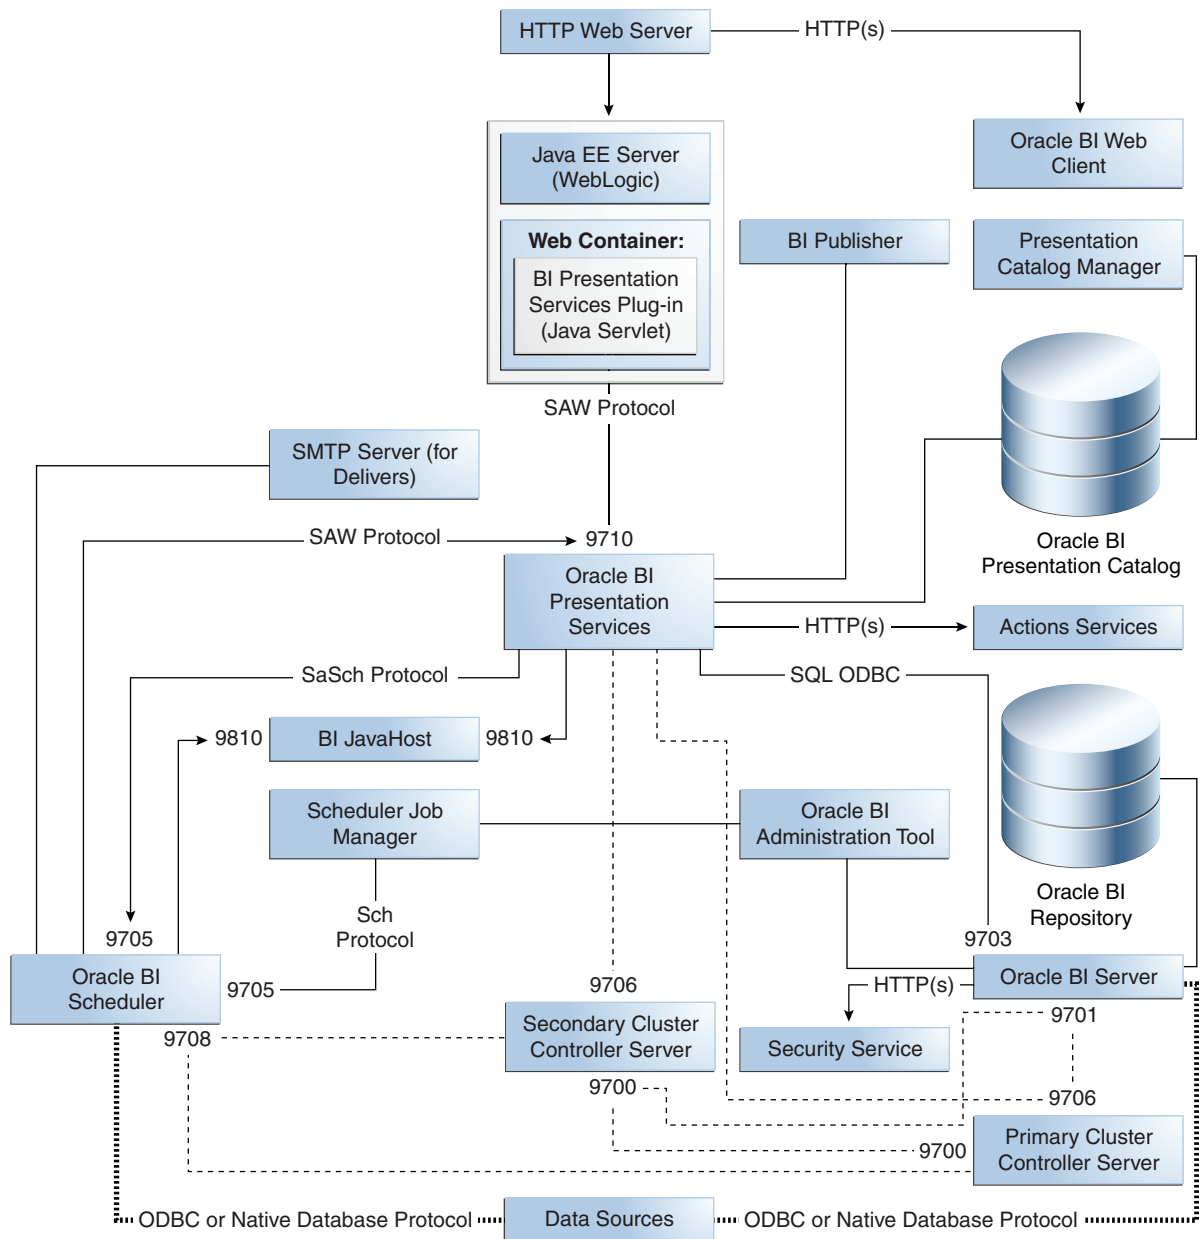 HTTP Web Server
HTTP(s)
Java EE Server
(WebLogic)
Oracle BI Web
Client
Web Container:
BI Presentation
Services Plug-in
(Java Servlet)
BI Publisher
Presentation
Catalog Manager
SAW Protocol
SMTP Server (for
Delivers)
SAW Protocol
9710
Oracle BI
Presentation Catalog
Oracle BI
Presentation
Services
HTTP(s)
Actions Services
SaSch Protocol
SQL ODBC
9810
BI JavaHost
9810
Scheduler Job
Manager
Oracle BI
Administration Tool
Oracle BI
Repository
Sch
Protocol
9705
9703
Oracle BI
Scheduler
9705
9706
HTTP(s)
Oracle BI Server
9708
Secondary Cluster
Controller Server
Security Service
9701
9700
9706
9700
Primary Cluster
Controller Server
ODBC or Native Database Protocol
Data Sources
ODBC or Native Database Protocol